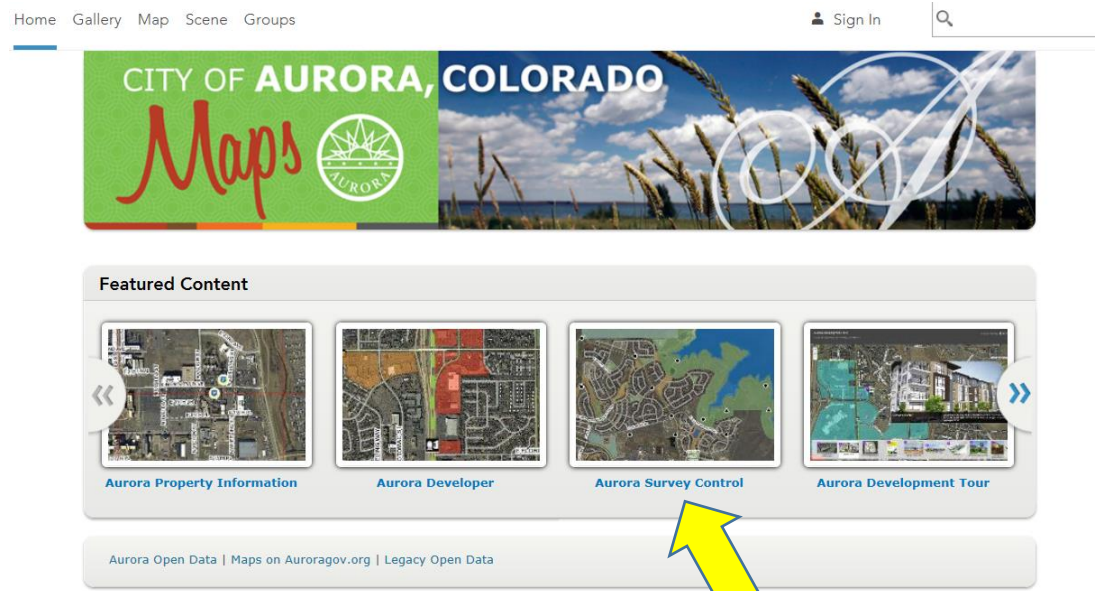 Home Gallery Map Scene Groups Sign In
CITY OF AURORA, COLORADO
Maps
AURORA
Featured Content
Aurora Property Information Aurora Developer Aurora Survey Control Aurora Development Tour
Aurora Open Data | Maps on Auroragov.org | Legacy Open Data